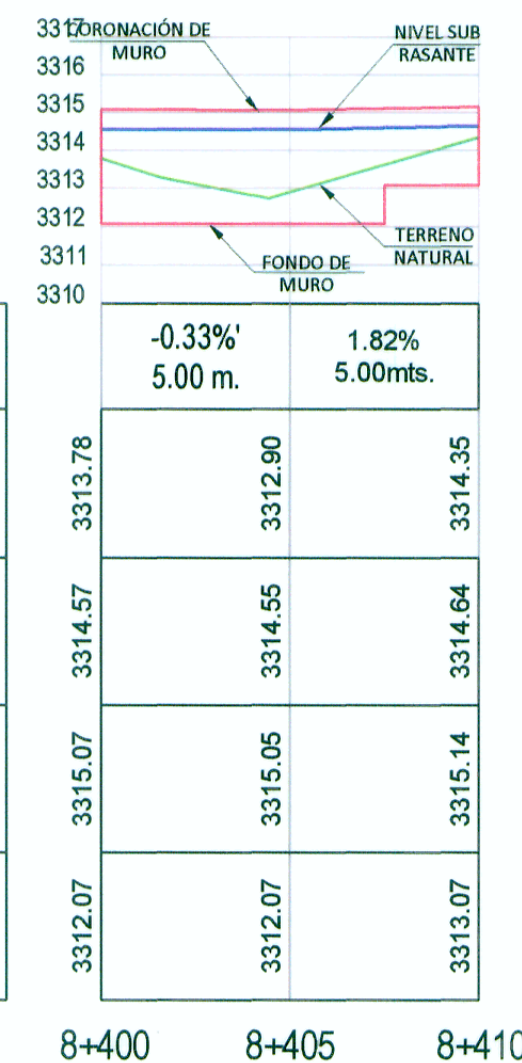 3317
CORONACIÓN DE
MURO
NIVEL SUB
RASANTE
3316
3315
3314
3313
3312
3311
3310
TERRENO
NATURAL
FONDO DE
MURO
-0.33%'
5.00 m.
1.82%
5.00mts.
3313.78
3312.90
3314.35
3314.57
3314.55
3314.64
3315.07
3315.05
3315.14
3312.07
3312.07
3313.07
8+400
8+405
8+410